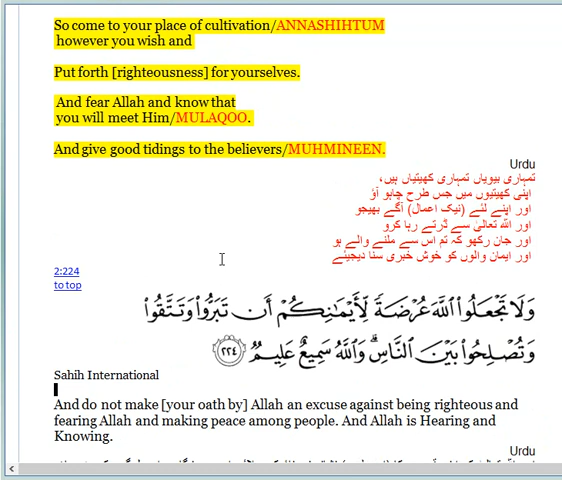 So come to your place of cultivation/ANNASHIHTUM
however you wish and
Put forth [righteousness] for yourselves.
And fear Allah and know that
you will meet Him/MULAQOO.
And give good tidings to the believers/MUHMINEEN.
Urdu
تمہاری بیویاں تمہاری کھیتیاں ہیں،
اپنی کھیتیوں میں جس طرح چاہو آؤ
اور اپنے لئے (نیک اعمال) آگے بھیجو
اور اللہ تعالیٰ سے ڈرتے رہا کرو
اور جان رکھو کہ تم اس سے ملنے والے ہو
اور ایمان والوں کو خوش خبری سنا دیجیئے
2:224
to top
وَلَا تَجْعَلُوا۟ ٱللَّهَ عُرْضَةً لِّأَيْمَٰنِكُمْ أَن تَبَرُّوا۟ وَتَتَّقُوا۟
وَتُصْلِحُوا۟ بَيْنَ ٱلنَّاسِ ۗ وَٱللَّهُ سَمِيعٌ عَلِيمٌ ٢٢٤
Sahih International
And do not make [your oath by] Allah an excuse against being righteous and
fearing Allah and making peace among people. And Allah is Hearing and
Knowing.
Urdu